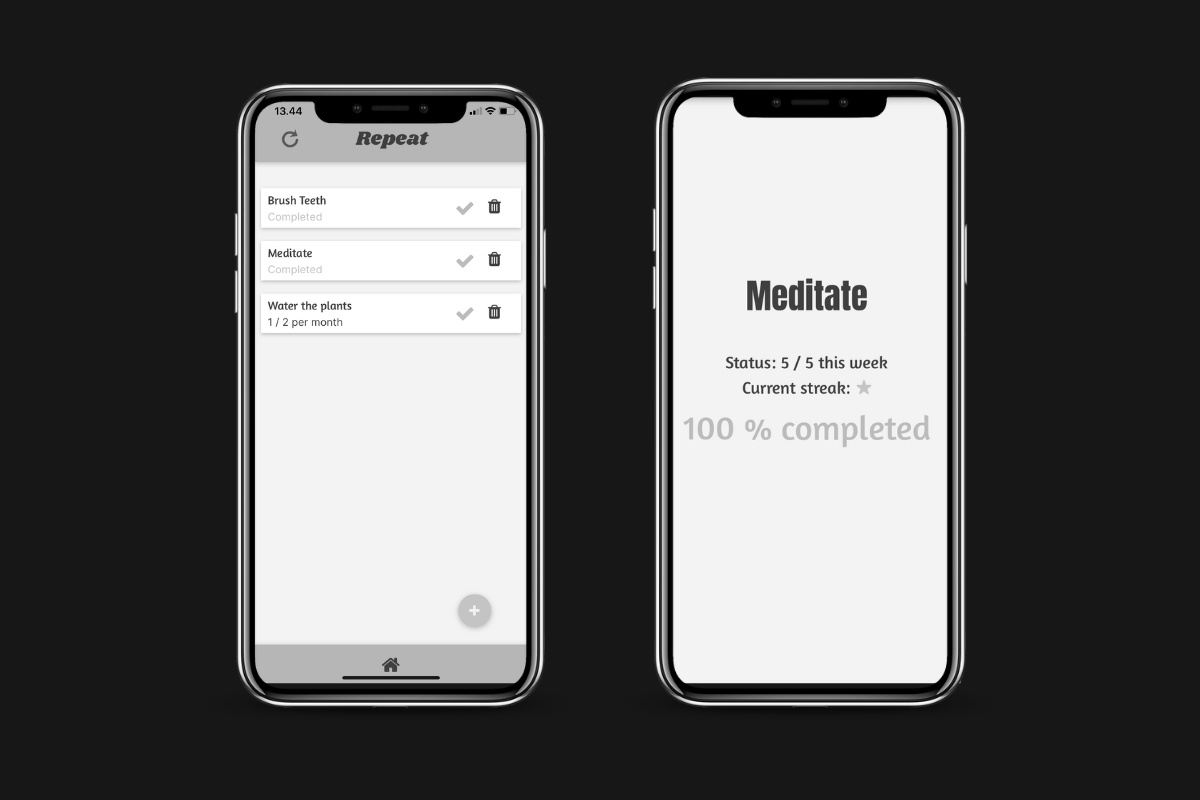 13.44
Repeat
Brush Teeth
Completed
Meditate
Completed
Water the plants
1 / 2 per month
Meditate
Status: 5 / 5 this week
Current streak:
100 % completed